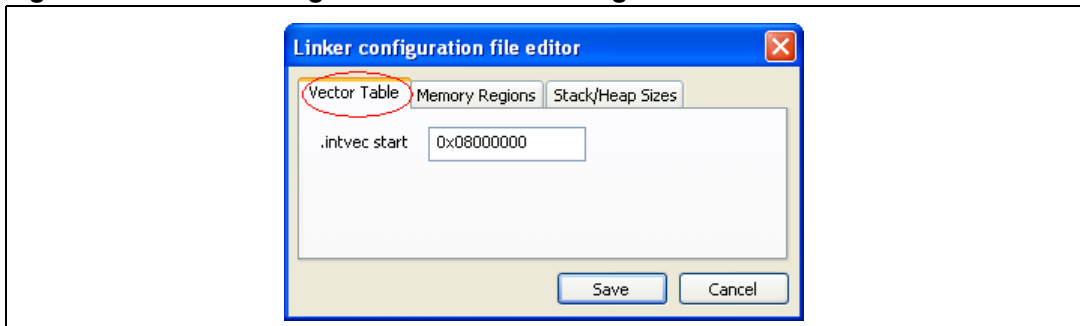 Linker configuration file editor
Vector Table Memory Regions Stack/Heap Sizes
.intvec start 0x08000000
Save Cancel